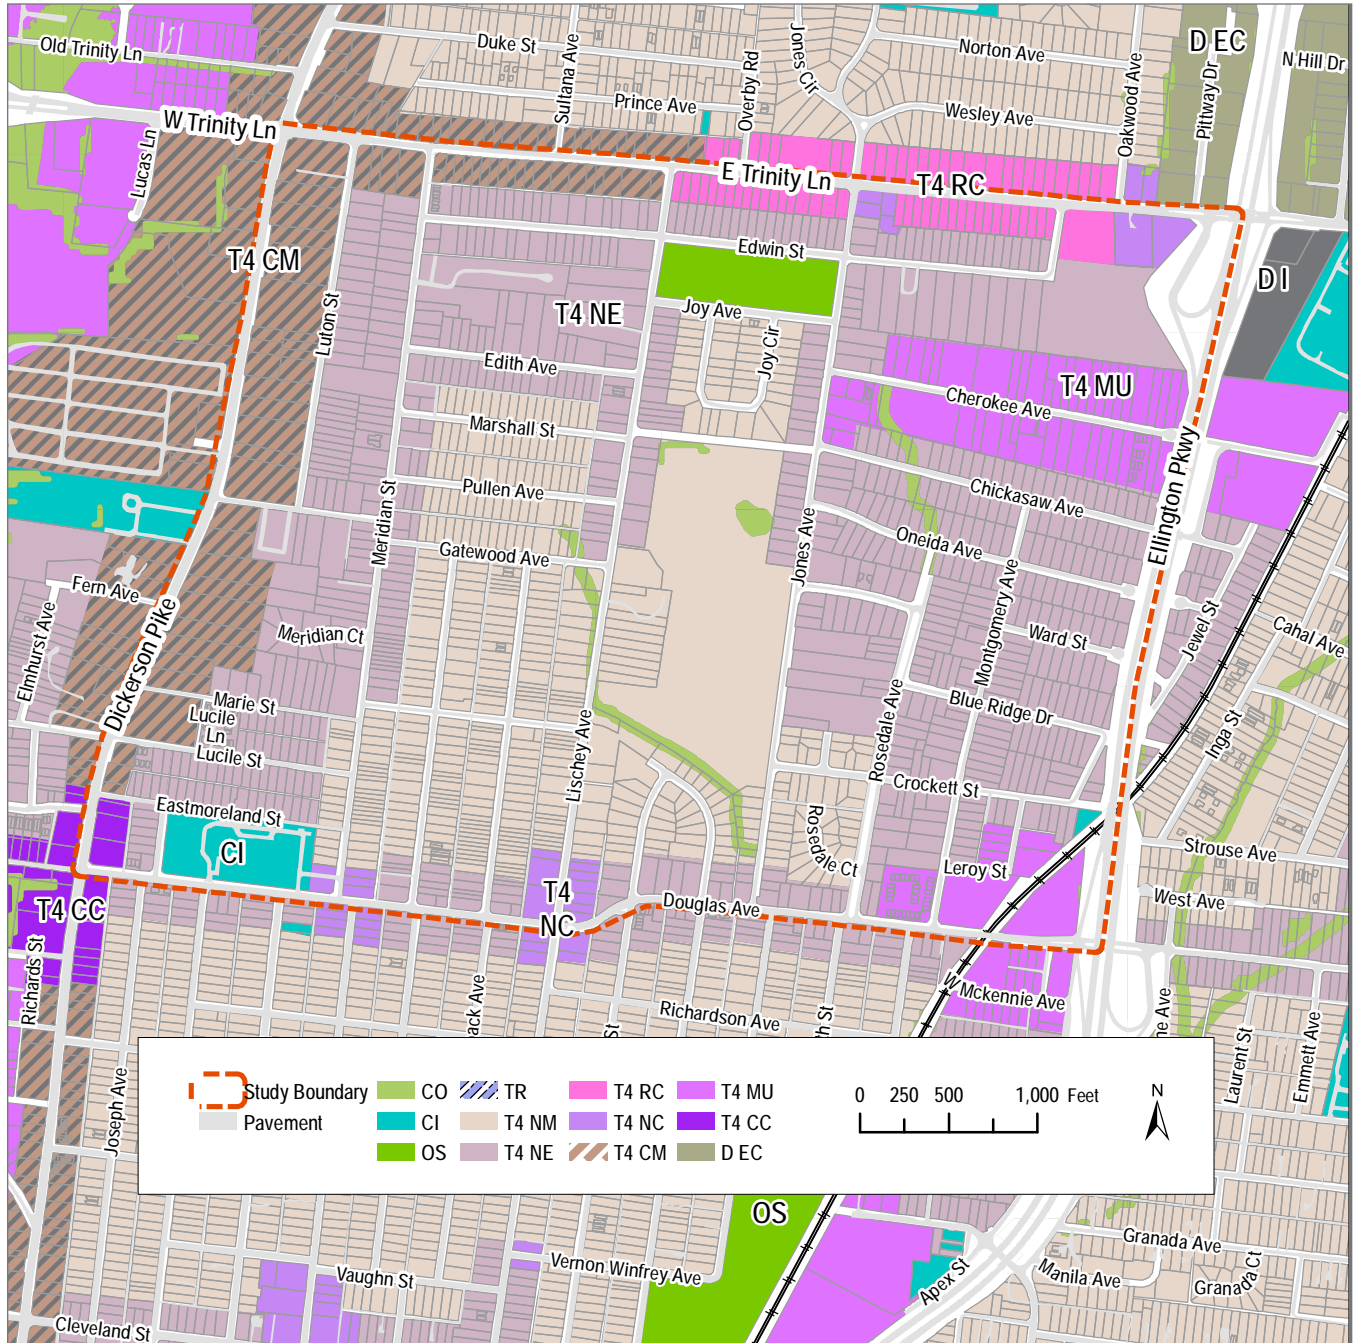 Old Trinity Ln
Duke St
Sultana Ave
Overby Rd
Jones Cir
Norton Ave
Oakwood Ave
D EC
Pittway Dr
N Hill Dr
Prince Ave
Wesley Ave
W Trinity Ln
Lucas Ln
E Trinity Ln
T4 RC
T4 CM
Edwin St
D I
Luton St
T4 NE
Joy Ave
Joy Cir
Edith Ave
T4 MU
Cherokee Ave
Marshall St
Pullen Ave
Chickasaw Ave
Ellington Pkwy
Meridian St
Gatewood Ave
Jones Ave
Oneida Ave
Fern Ave
Elmhurst Ave
Dickerson Pike
Meridian Ct
Montgomery Ave
Ward St
Jewel St
Cahal Ave
Marie St
Lucile
Ln
Lucile St
Lischey Ave
Rosedale Ave
Blue Ridge Dr
Inga St
Crockett St
Eastmoreland St
CI
Rosedale Ct
Leroy St
Strouse Ave
West Ave
T4 CC
T4
NC
Douglas Ave
Richards St
ack Ave
St
Richardson Ave
th St
W Mckennie Ave
ne Ave
Laurent St
Emmett Ave
Joseph Ave
Study Boundary
Pavement
CO
CI
OS
TR
T4 NM
T4 NE
T4 RC
T4 NC
T4 CM
T4 MU
T4 CC
D EC
0 250 500 1,000 Feet
N
OS
Vaughn St
Vernon Winfrey Ave
Apex St
Manila Ave
Granada Ave
Granada Ct
Cleveland St